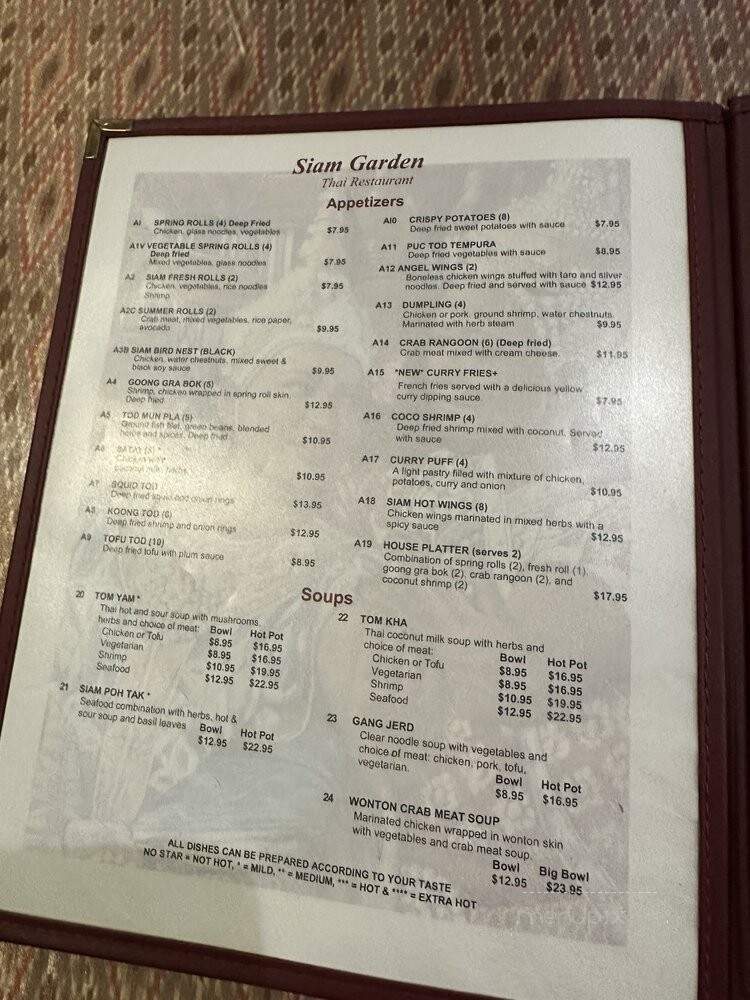 Siam Garden
Thai Restaurant
Appetizers
A1 SPRING ROLLS (4) Deep Fried
Chicken, glass noodles, vegetables $7.95
A1V VEGETABLE SPRING ROLLS (4)
Deep fried
Mixed vegetables, glass noodles $7.95
A2 SIAM FRESH ROLLS (2)
Chicken, vegetables, rice noodles $7.95
Shrimp
A2C SUMMER ROLLS (2)
Crab meat, mixed vegetables, rice paper,
avocado $9.95
A3B SIAM BIRD NEST (BLACK)
Chicken, water chestnuts, mixed sweet &
black soy sauce $9.95
A4 GOONG GRA BOK (5)
Shrimp, chicken wrapped in spring roll skin.
Deep fried $12.95
A5 TOD MUN PLA (5)
Ground fish filet, green beans, blended
herbs and spices. Deep fried $10.95
A6 SATAY (5) *
coconut milk, herbs $10.95
A7 SQUID TOD
Deep fried squid and onion rings $13.95
A8 KOONG TOD (6)
Deep fried shrimp and onion rings $12.95
A9 TOFU TOD (10)
Deep fried tofu with plum sauce $8.95
A10 CRISPY POTATOES (8)
Deep fried sweet potatoes with sauce $7.95
A11 PUC TOD TEMPURA
Deep fried vegetables with sauce $8.95
A12 ANGEL WINGS (2)
Boneless chicken wings stuffed with taro and silver
noodles. Deep fried and served with sauce $12.95
A13 DUMPLING (4)
Chicken or pork, ground shrimp, water chestnuts.
Marinated with herb steam $9.95
A14 CRAB RANGOON (6) (Deep fried)
Crab meat mixed with cream cheese. $11.95
A15 *NEW* CURRY FRIES+
French fries served with a delicious yellow
curry dipping sauce. $7.95
A16 COCO SHRIMP (4)
Deep fried shrimp mixed with coconut. Served
with sauce $12.95
A17 CURRY PUFF (4)
A light pastry filled with mixture of chicken,
potatoes, curry and onion $10.95
A18 SIAM HOT WINGS (8)
Chicken wings marinated in mixed herbs with a
spicy sauce $12.95
A19 HOUSE PLATTER (serves 2)
Combination of spring rolls (2), fresh roll (1),
goong gra bok (2), crab rangoon (2), and
coconut shrimp (2) $17.95
Soups
20 TOM YAM *
Thai hot and sour soup with mushrooms,
herbs and choice of meat: Bowl Hot Pot
Chicken or Tofu $8.95 $16.95
Vegetarian $8.95 $16.95
Shrimp $10.95 $19.95
Seafood $12.95 $22.95
21 SIAM POH TAK *
Seafood combination with herbs, hot &
sour soup and basil leaves Bowl Hot Pot
$12.95 $22.95
22 TOM KHA
Thai coconut milk soup with herbs and
choice of meat: Bowl Hot Pot
Chicken or Tofu $8.95 $16.95
Vegetarian $8.95 $16.95
Shrimp $10.95 $19.95
Seafood $12.95 $22.95
23 GANG JERD
Clear noodle soup with vegetables and
choice of meat: chicken, pork, tofu,
vegetarian. Bowl Hot Pot
$8.95 $16.95
24 WONTON CRAB MEAT SOUP
Marinated chicken wrapped in wonton skin
with vegetables and crab meat soup.
Bowl Big Bowl
$12.95 $23.95
ALL DISHES CAN BE PREPARED ACCORDING TO YOUR TASTE
NO STAR = NOT HOT, * = MILD, ** = MEDIUM, *** = HOT & **** = EXTRA HOT